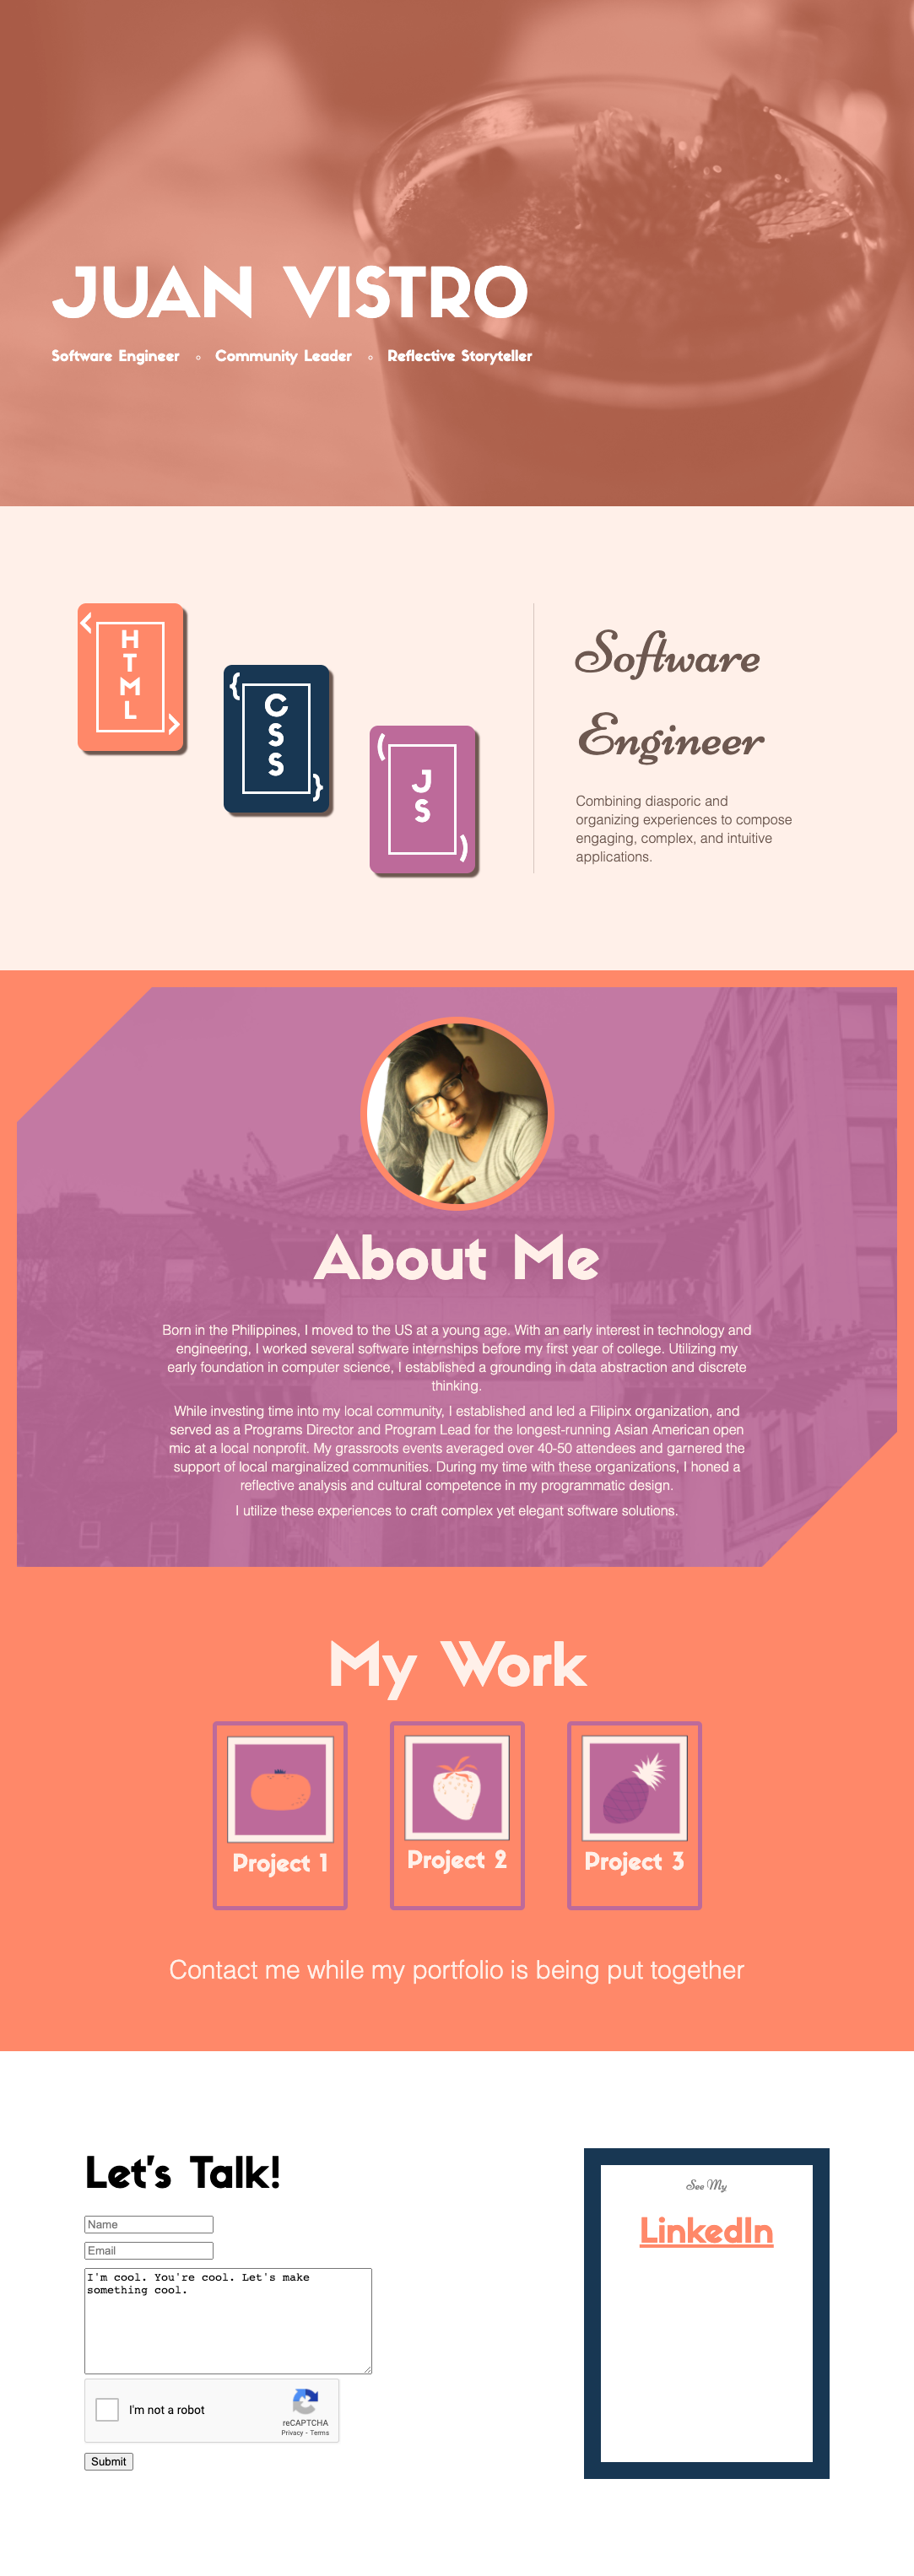 JUAN VISTRO
Software Engineer ◦ Community Leader ◦ Reflective Storyteller
<
H
T
M
L
>
{
C
S
S
}
(
J
S
)
Software
Engineer
Combining diasporic and
organizing experiences to compose
engaging, complex, and intuitive
applications.
About Me
Born in the Philippines, I moved to the US at a young age. With an early interest in technology and
engineering, I worked several software internships before my first year of college. Utilizing my
early foundation in computer science, I established a grounding in data abstraction and discrete
thinking.
While investing time into my local community, I established and led a Filipinx organization, and
served as a Programs Director and Program Lead for the longest-running Asian American open
mic at a local nonprofit. My grassroots events averaged over 40-50 attendees and garnered the
support of local marginalized communities. During my time with these organizations, I honed a
reflective analysis and cultural competence in my programmatic design.
I utilize these experiences to craft complex yet elegant software solutions.
My Work
Project 1
Project 2
Project 3
Contact me while my portfolio is being put together
Let's Talk!
Name
Email
I'm cool. You're cool. Let's make
something cool.
I'm not a robot
reCAPTCHA
Privacy - Terms
Submit
See My
LinkedIn